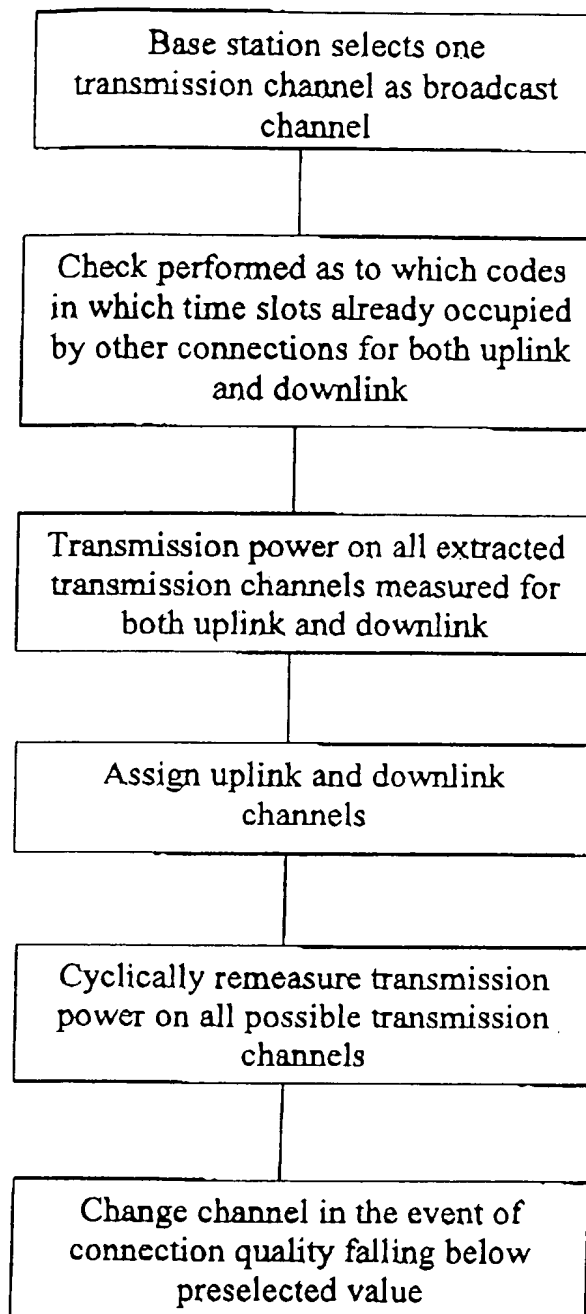 Base station selects one
transmission channel as broadcast
channel
Check performed as to which codes
in which time slots already occupied
by other connections for both uplink
and downlink
Transmission power on all extracted
transmission channels measured for
both uplink and downlink
Assign uplink and downlink
channels
Cyclically remeasure transmission
power on all possible transmission
channels
Change channel in the event of
connection quality falling below
preselected value